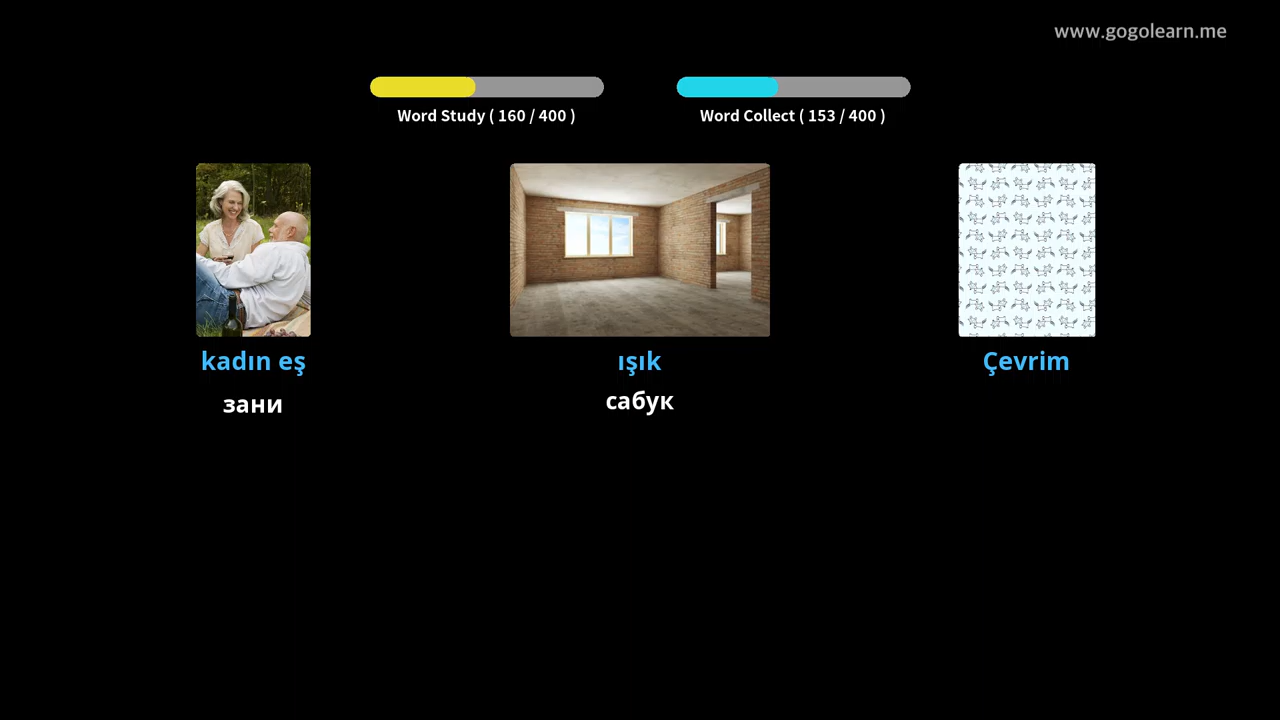 www.gogolearn.me
Word Study ( 160 / 400 )
Word Collect ( 153 / 400 )
kadın eş
ışık
Çevrim
зани
сабук